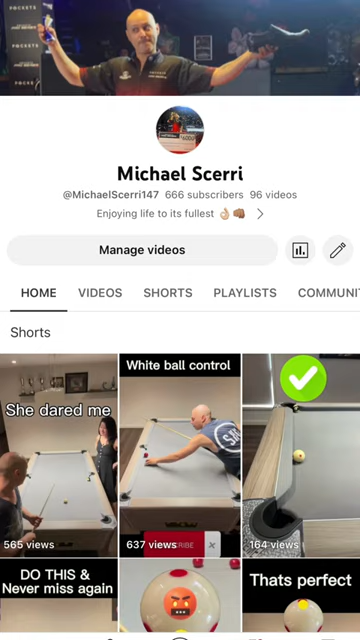 POCKETS
Michael Scerri
@MichaelScerri147 666 subscribers 96 videos
Enjoying life to its fullest 👌🏼👊🏽
Manage videos
HOME VIDEOS SHORTS PLAYLISTS COMMUNI
Shorts
She dared me
White ball control
565 views
637 views
164 views
DO THIS &
Never miss again
Thats perfect